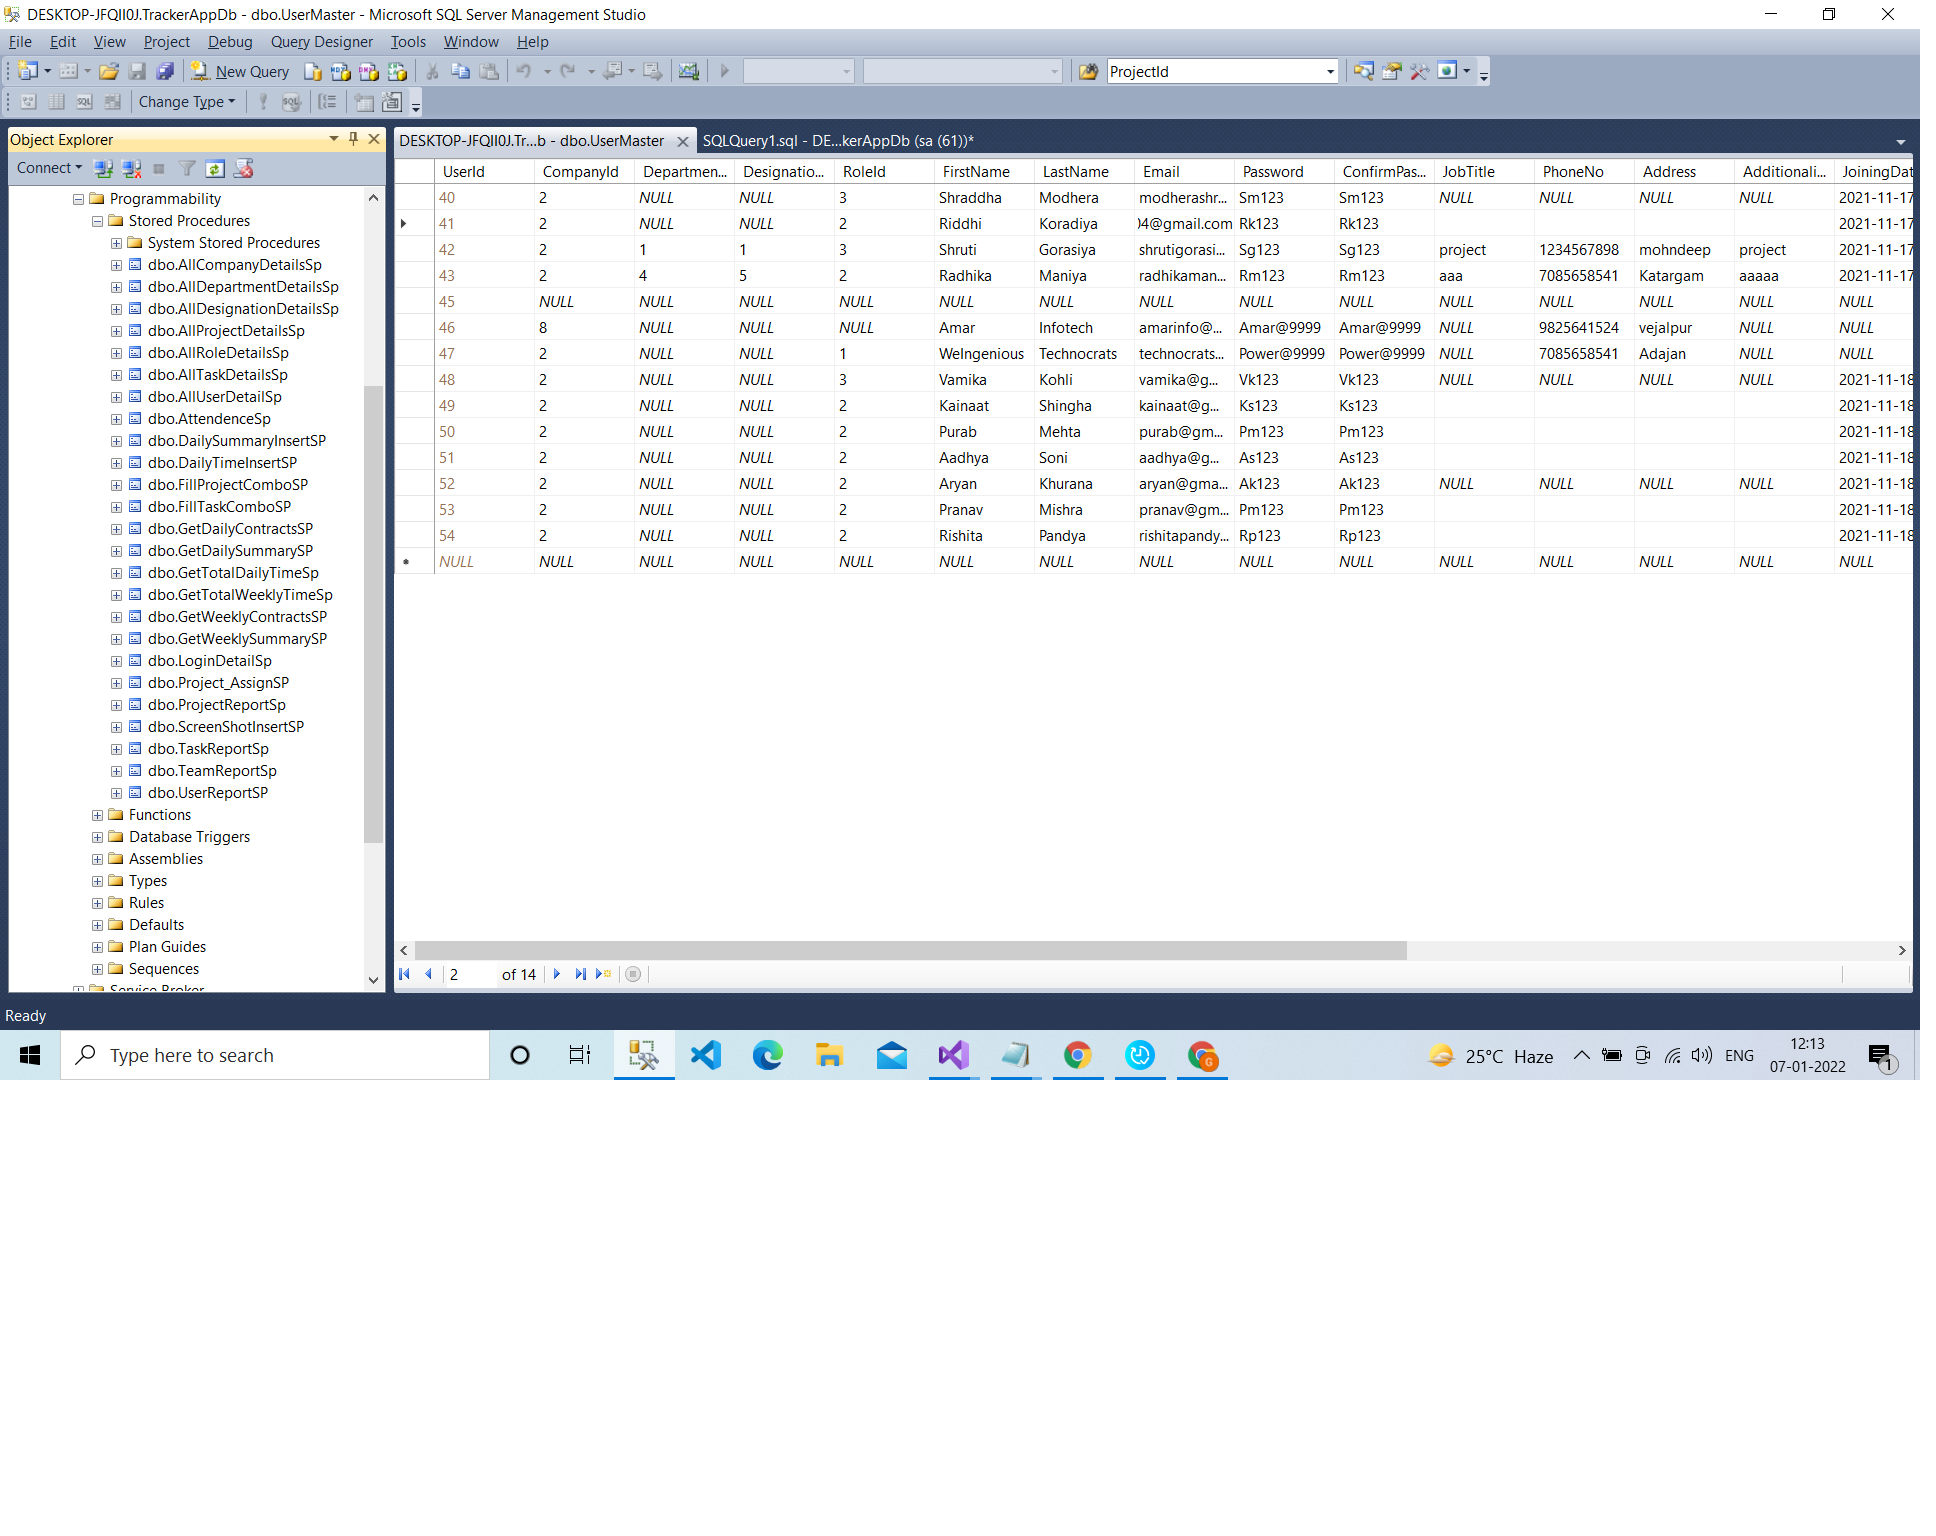 DESKTOP-JFQII0J.TrackerAppDb - dbo.UserMaster - Microsoft SQL Server Management Studio
File Edit View Project Debug Query Designer Tools Window Help
New Query ProjectId
Change Type
Object Explorer
DESKTOP-JFQII0J.Tr...b - dbo.UserMaster SQLQuery1.sql - DE...kerAppDb (sa (61))*
Connect
Programmability
Stored Procedures
System Stored Procedures
dbo.AllCompanyDetailsSp
dbo.AllDepartmentDetailsSp
dbo.AllDesignationDetailsSp
dbo.AllProjectDetailsSp
dbo.AllRoleDetailsSp
dbo.AllTaskDetailsSp
dbo.AllUserDetailSp
dbo.AttendenceSp
dbo.DailySummaryInsertSP
dbo.DailyTimeInsertSP
dbo.FillProjectComboSP
dbo.FillTaskComboSP
dbo.GetDailyContractsSP
dbo.GetDailySummarySP
dbo.GetTotalDailyTimeSp
dbo.GetTotalWeeklyTimeSp
dbo.GetWeeklyContractsSP
dbo.GetWeeklySummarySP
dbo.LoginDetailSp
dbo.Project_AssignSP
dbo.ProjectReportSp
dbo.ScreenShotInsertSP
dbo.TaskReportSp
dbo.TeamReportSp
dbo.UserReportSP
Functions
Database Triggers
Assemblies
Types
Rules
Defaults
Plan Guides
Sequences
Service Broker
UserId CompanyId Departmen... Designatio... RoleId FirstName LastName Email Password ConfirmPas... JobTitle PhoneNo Address Additionali... JoiningDat
40 2 NULL NULL 3 Shraddha Modhera modherashr... Sm123 Sm123 NULL NULL NULL NULL 2021-11-17
41 2 NULL NULL 2 Riddhi Koradiya 04@gmail.com Rk123 Rk123 2021-11-17
42 2 1 1 3 Shruti Gorasiya shrutigorasi... Sg123 Sg123 project 1234567898 mohndeep project 2021-11-17
43 2 4 5 2 Radhika Maniya radhikaman... Rm123 Rm123 aaa 7085658541 Katargam aaaaa 2021-11-17
45 NULL NULL NULL NULL NULL NULL NULL NULL NULL NULL NULL NULL NULL NULL
46 8 NULL NULL NULL Amar Infotech amarinfo@... Amar@9999 Amar@9999 NULL 9825641524 vejalpur NULL NULL
47 2 NULL NULL 1 WeIngenious Technocrats technocrats... Power@9999 Power@9999 NULL 7085658541 Adajan NULL NULL
48 2 NULL NULL 3 Vamika Kohli vamika@g... Vk123 Vk123 NULL NULL NULL NULL 2021-11-18
49 2 NULL NULL 2 Kainaat Shingha kainaat@g... Ks123 Ks123 2021-11-18
50 2 NULL NULL 2 Purab Mehta purab@gm... Pm123 Pm123 2021-11-18
51 2 NULL NULL 2 Aadhya Soni aadhya@g... As123 As123 2021-11-18
52 2 NULL NULL 2 Aryan Khurana aryan@gma... Ak123 Ak123 NULL NULL NULL NULL 2021-11-18
53 2 NULL NULL 2 Pranav Mishra pranav@gm... Pm123 Pm123 2021-11-18
54 2 NULL NULL 2 Rishita Pandya rishitapandy... Rp123 Rp123 2021-11-18
NULL NULL NULL NULL NULL NULL NULL NULL NULL NULL NULL NULL NULL NULL NULL
2 of 14
Ready
Type here to search
25°C Haze ENG 12:13
07-01-2022
1